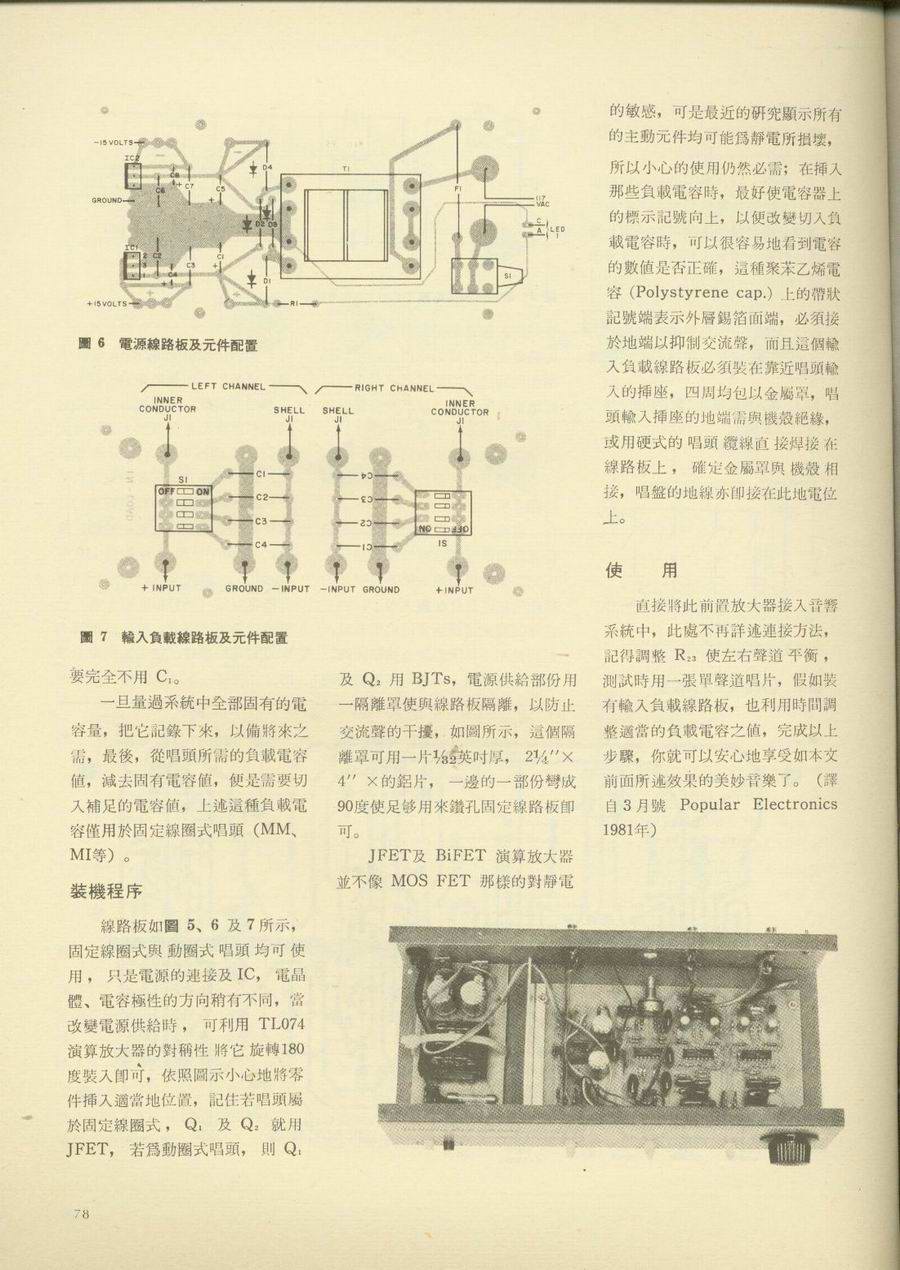 -15 VOLTS
IC2
C8
C6
+ C7
C5
+
D4
T1
F1
117
VAC
GROUND
D2 D3
C
A
LED
1
IC1
2
3
1
C2
C4
+
C3
C1
+
D1
S1
+15 VOLTS
R1
圖 6 電源線路板及元件配置
LEFT CHANNEL
RIGHT CHANNEL
INNER
CONDUCTOR
J1
SHELL
J1
SHELL
J1
INNER
CONDUCTOR
J1
S1
OFF ON
C1
C2
C3
C4
C4
C3
C2
C1
NO OFF
S1
+ INPUT
GROUND
- INPUT
- INPUT
GROUND
+ INPUT
圖 7 輸入負載線路板及元件配置
要完全不用 C₁。
一旦量過系統中全部固有的電
容量，把它記錄下來，以備將來之
需，最後，從唱頭所需的負載電容
值，減去固有電容值，便是需要切
入補足的電容值，上述這種負載電
容僅用於固定線圈式唱頭（MM、
MI等）。
裝機程序
線路板如圖 5、6 及 7 所示，
固定線圈式與動圈式唱頭均可使
用，只是電源的連接及 IC，電晶
體、電容極性的方向稍有不同，當
改變電源供給時，可利用 TL074
演算放大器的對稱性將它旋轉180
度裝入即可，依照圖示小心地將零
件挿入適當地位置，記住若唱頭屬
於固定線圈式，Q₁ 及 Q₂ 就用
JFET，若爲動圈式唱頭，則 Q₁
及 Q₂ 用 BJTs，電源供給部份用
一隔離罩使與線路板隔離，以防止
交流聲的干擾，如圖所示，這個隔
離罩可用一片1/32英吋厚，2¼″×
4″ ×的鋁片，一邊的一部份彎成
90度使足够用來鑽孔固定線路板即
可。
JFET及 BiFET 演算放大器
並不像 MOS FET 那樣的對靜電
的敏感，可是最近的研究顯示所有
的主動元件均可能爲靜電所損壞，
所以小心的使用仍然必需；在挿入
那些負載電容時，最好使電容器上
的標示記號向上，以便改變切入負
載電容時，可以很容易地看到電容
的數值是否正確，這種聚苯乙烯電
容 (Polystyrene cap.) 上的帶狀
記號端表示外層錫箔面端，必須接
於地端以抑制交流聲，而且這個輸
入負載線路板必須裝在靠近唱頭輸
入的挿座，四周均包以金屬罩，唱
頭輸入挿座的地端需與機殼絕緣，
或用硬式的唱頭纜線直接焊接在
線路板上，確定金屬罩與機殼相
接，唱盤的地線亦即接在此地電位
上。
使 用
直接將此前置放大器接入音響
系統中，此處不再詳述連接方法，
記得調整 R₂₃ 使左右聲道平衡，
測試時用一張單聲道唱片，假如裝
有輸入負載線路板，也利用時間調
整適當的負載電容之值，完成以上
步驟，你就可以安心地享受如本文
前面所述效果的美妙音樂了。（譯
自 3 月號 Popular Electronics
1981年）
78